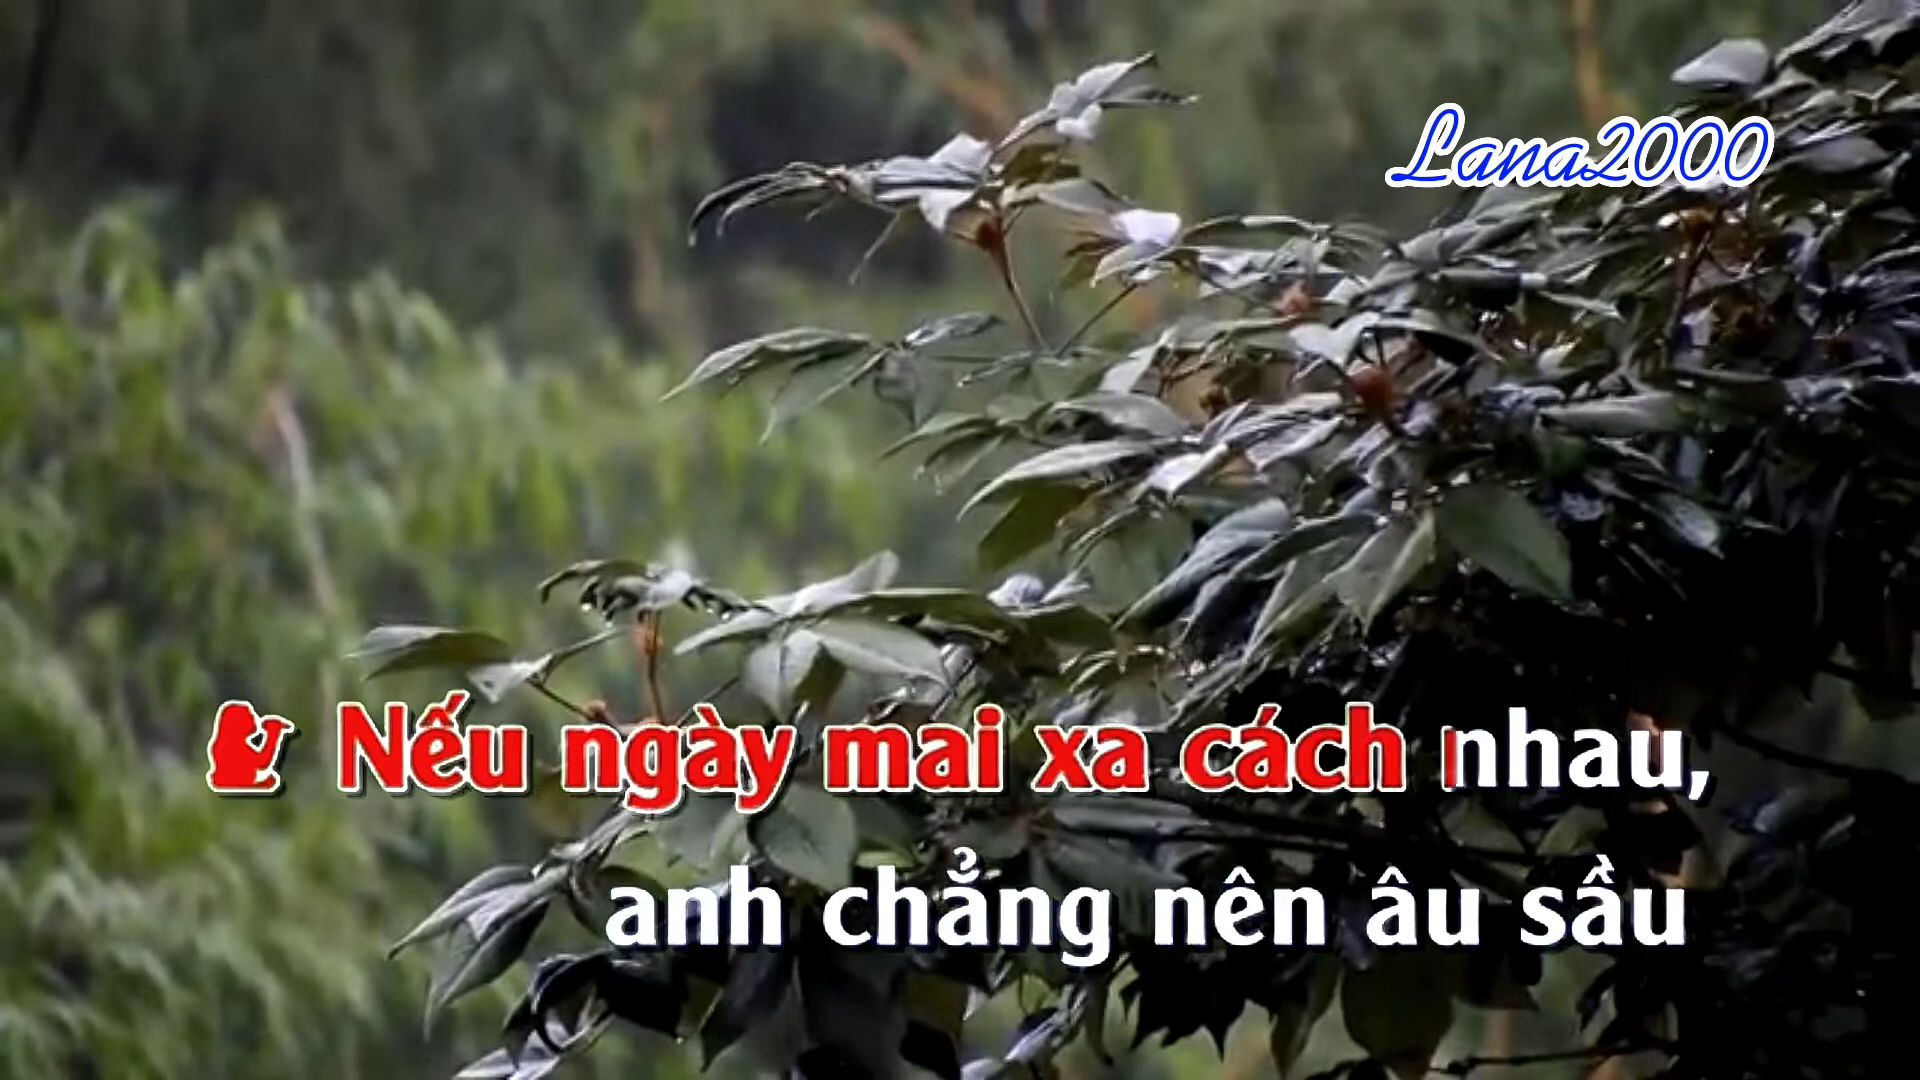 Lana2000
Nếu ngày mai xa cách nhau,
anh chẳng nên âu sầu